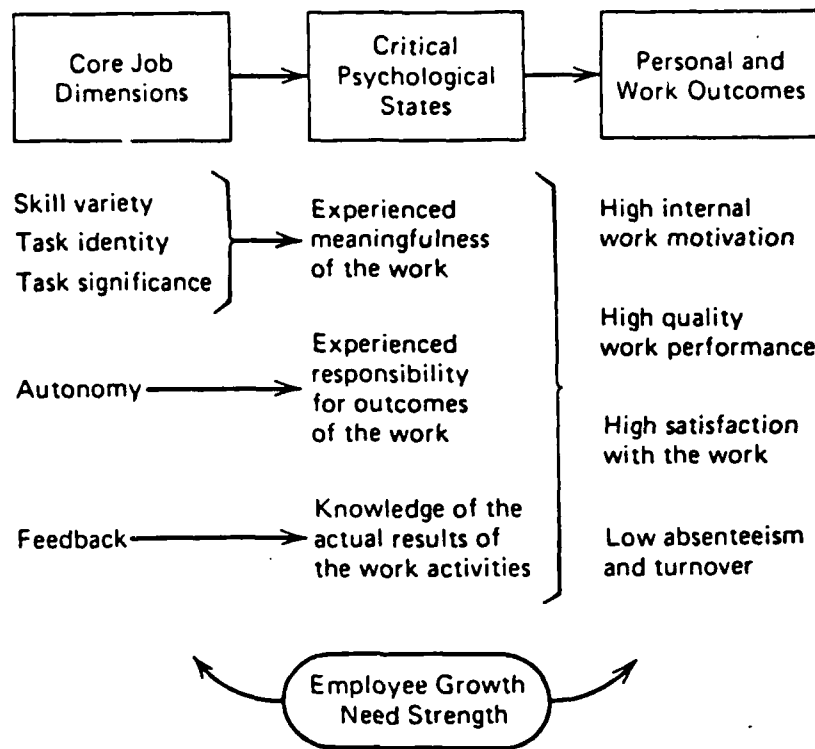 Core Job
Dimensions
Critical
Psychological
States
Personal and
Work Outcomes
Skill variety
Task identity
Task significance
Experienced
meaningfulness
of the work
Autonomy
Experienced
responsibility
for outcomes
of the work
Feedback
Knowledge of the
actual results of
the work activities
High internal
work motivation
High quality
work performance
High satisfaction
with the work
Low absenteeism
and turnover
Employee Growth
Need Strength